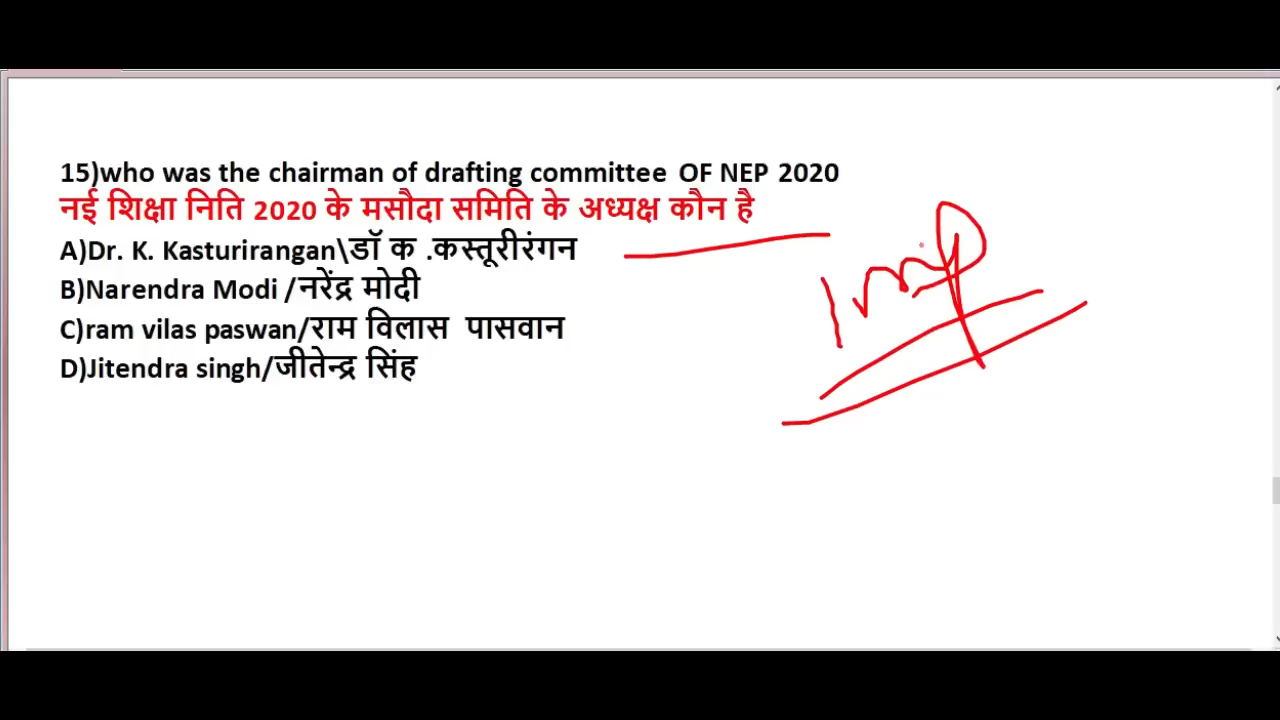 15)who was the chairman of drafting committee OF NEP 2020
नई शिक्षा निति 2020 के मसौदा समिति के अध्यक्ष कौन है
A)Dr. K. Kasturirangan\डॉ क .कस्तूरीरंगन
B)Narendra Modi /नरेंद्र मोदी
C)ram vilas paswan/राम विलास पासवान
D)Jitendra singh/जीतेन्द्र सिंह
Imp